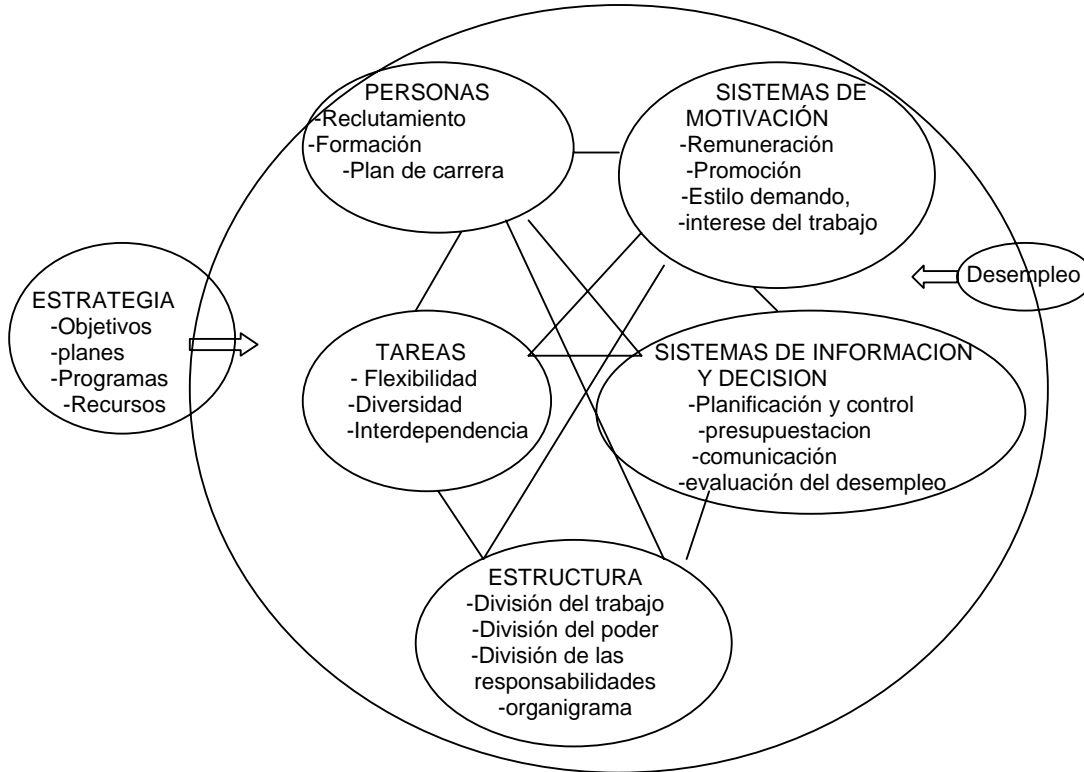 PERSONAS
-Reclutamiento
-Formación
-Plan de carrera
SISTEMAS DE
MOTIVACIÓN
-Remuneración
-Promoción
-Estilo demando,
-interese del trabajo
ESTRATEGIA
-Objetivos
-planes
-Programas
-Recursos
Desempleo
TAREAS
- Flexibilidad
-Diversidad
-Interdependencia
SISTEMAS DE INFORMACION
Y DECISION
-Planificación y control
-presupuestacion
-comunicación
-evaluación del desempleo
ESTRUCTURA
-División del trabajo
-División del poder
-División de las
responsabilidades
-organigrama